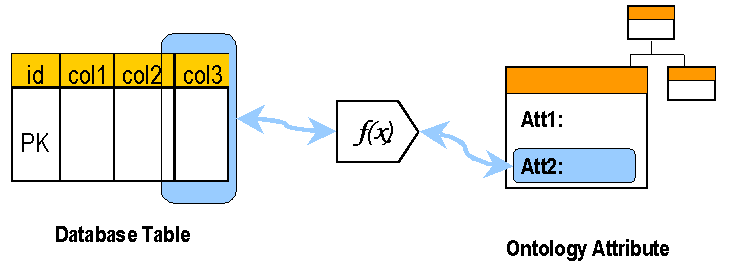 id col1 col2 col3
PK
f(x)
Att1:
Att2:
Database Table
Ontology Attribute